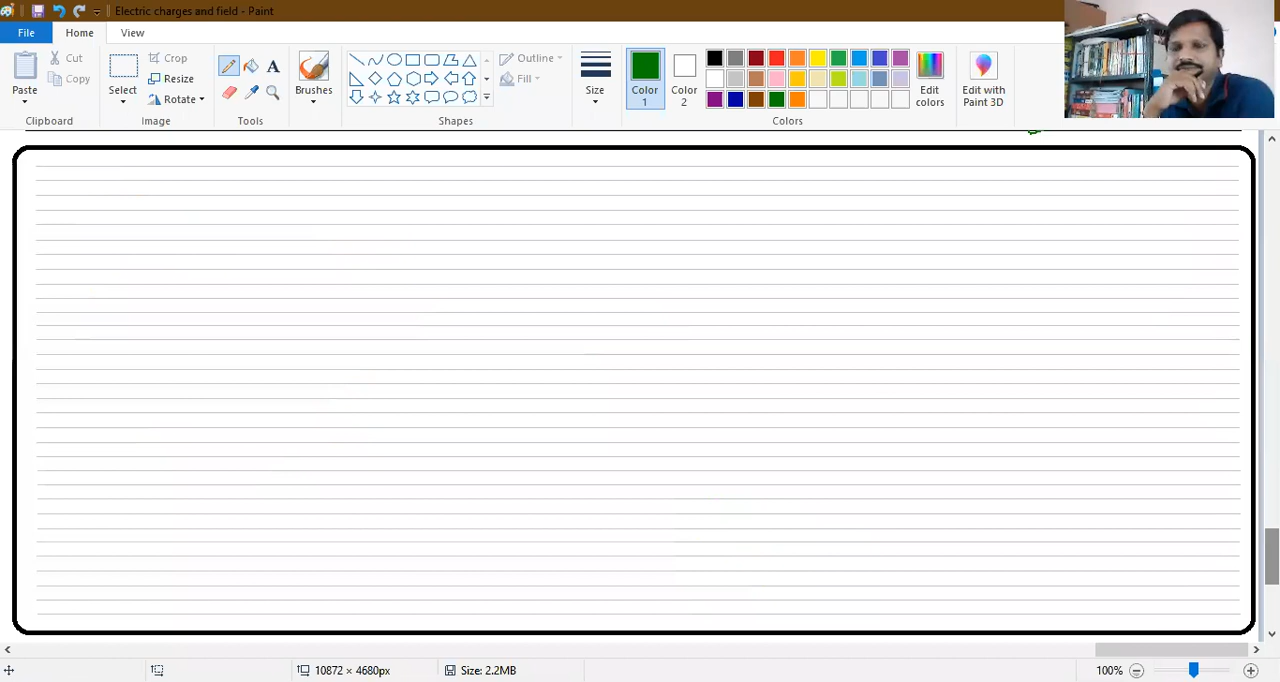 Electric charges and field - Paint
File
Home
View
Paste
Cut
Copy
Clipboard
Select
Crop
Resize
Rotate
Image
A
Tools
Brushes
Shapes
Outline
Fill
Size
Color 1
Color 2
Colors
Edit colors
Edit with Paint 3D
10872 × 4680px
Size: 2.2MB
100%